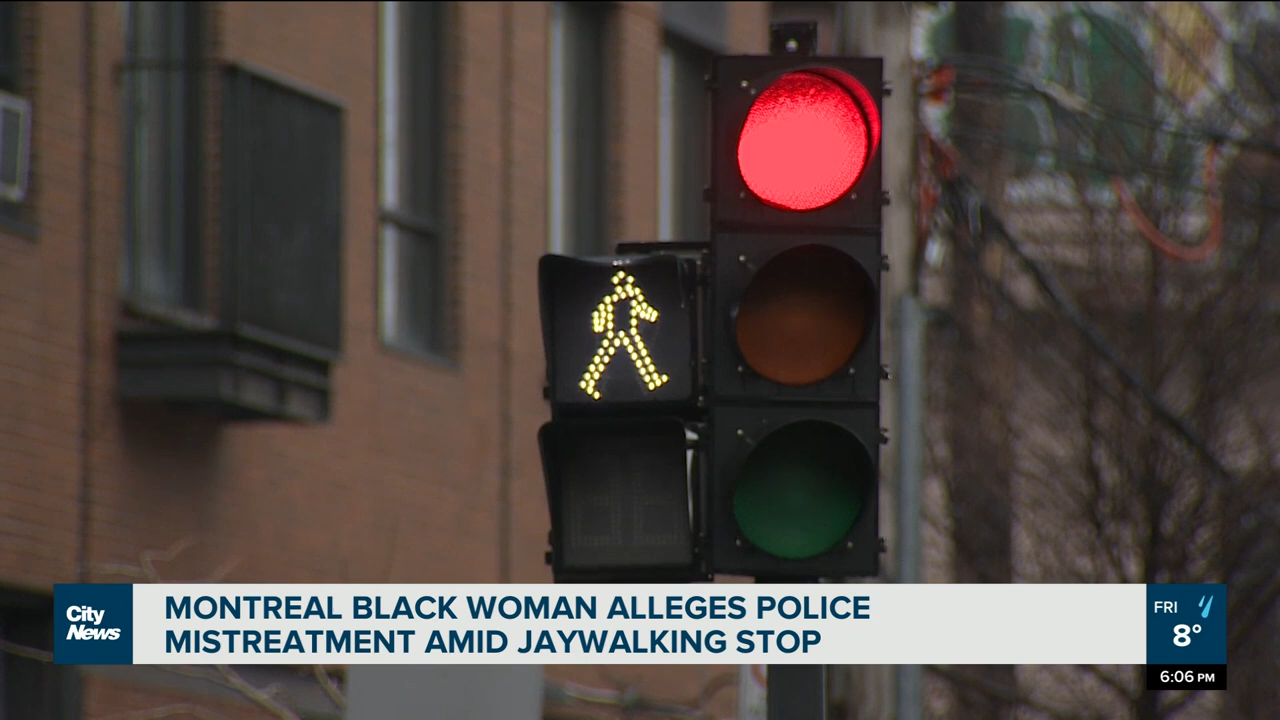 City
News
MONTREAL BLACK WOMAN ALLEGES POLICE
MISTREATMENT AMID JAYWALKING STOP
FRI
8°
6:06 PM